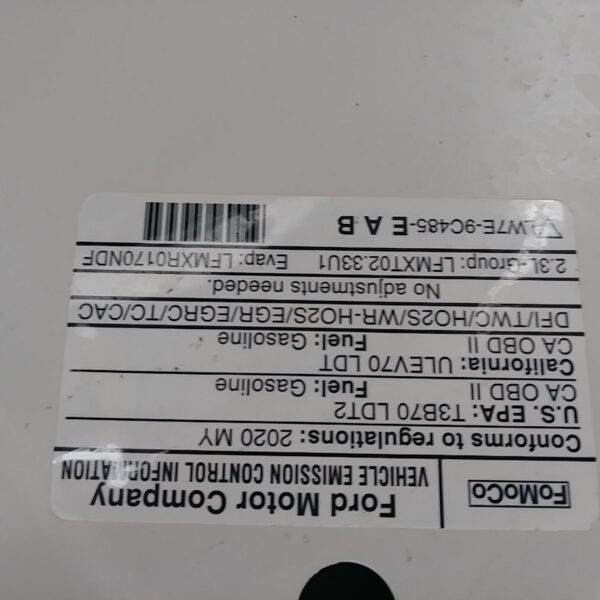 FoMoCo
Ford Motor Company
VEHICLE EMISSION CONTROL INFORMATION
Conforms to regulations: 2020 MY
U.S. EPA: T3B70 LDT2
CA OBD II Fuel: Gasoline
California: ULEV70 LDT
CA OBD II Fuel: Gasoline
DFI/TWC/HO2S/WR-HO2S/EGR/EGRC/TC/CAC
No adjustments needed.
2.3L-Group: LFMXT02.33U1 Evap: LFMXR0170NDF
LW7E-9C485-E A B